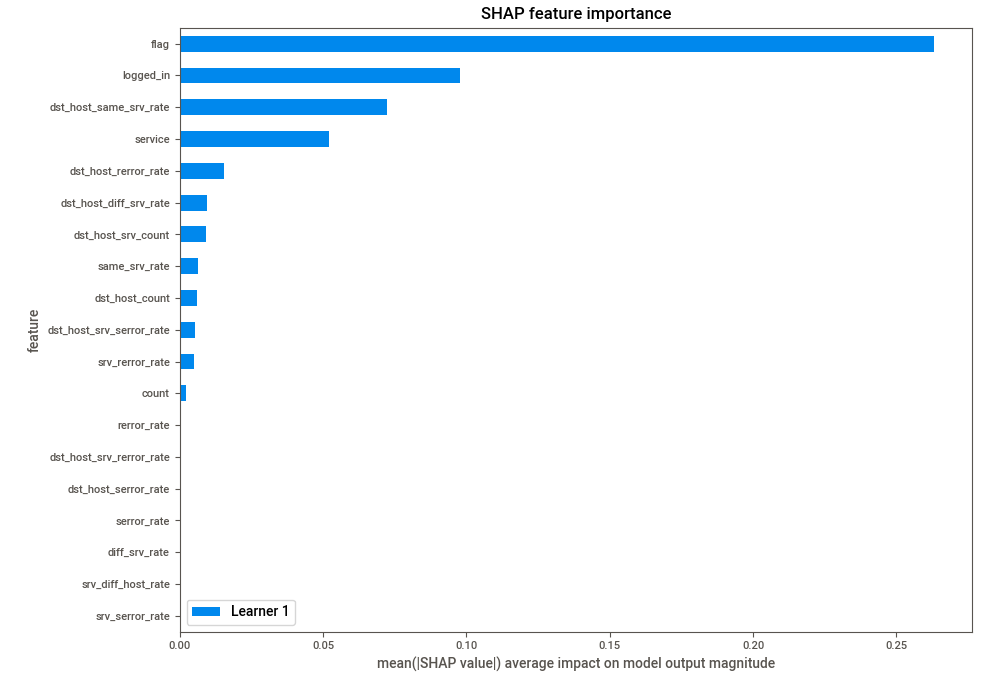 SHAP feature importance
flag
logged_in
dst_host_same_srv_rate
service
dst_host_rerror_rate
dst_host_diff_srv_rate
dst_host_srv_count
same_srv_rate
dst_host_count
dst_host_srv_serror_rate
srv_rerror_rate
count
rerror_rate
dst_host_srv_rerror_rate
dst_host_serror_rate
serror_rate
diff_srv_rate
srv_diff_host_rate
srv_serror_rate
feature
Learner 1
0.00 0.05 0.10 0.15 0.20 0.25
mean(|SHAP value|) average impact on model output magnitude